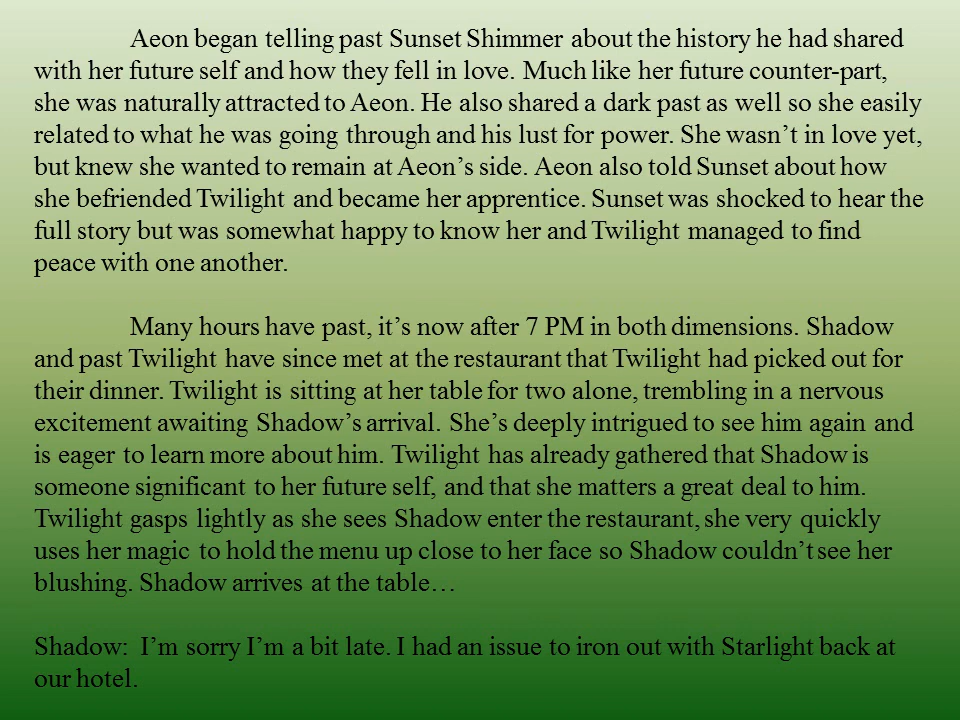 Aeon began telling past Sunset Shimmer about the history he had shared
with her future self and how they fell in love. Much like her future counter-part,
she was naturally attracted to Aeon. He also shared a dark past as well so she easily
related to what he was going through and his lust for power. She wasn’t in love yet,
but knew she wanted to remain at Aeon’s side. Aeon also told Sunset about how
she befriended Twilight and became her apprentice. Sunset was shocked to hear the
full story but was somewhat happy to know her and Twilight managed to find
peace with one another.
Many hours have past, it’s now after 7 PM in both dimensions. Shadow
and past Twilight have since met at the restaurant that Twilight had picked out for
their dinner. Twilight is sitting at her table for two alone, trembling in a nervous
excitement awaiting Shadow’s arrival. She’s deeply intrigued to see him again and
is eager to learn more about him. Twilight has already gathered that Shadow is
someone significant to her future self, and that she matters a great deal to him.
Twilight gasps lightly as she sees Shadow enter the restaurant, she very quickly
uses her magic to hold the menu up close to her face so Shadow couldn’t see her
blushing. Shadow arrives at the table…
Shadow:  I’m sorry I’m a bit late. I had an issue to iron out with Starlight back at
our hotel.